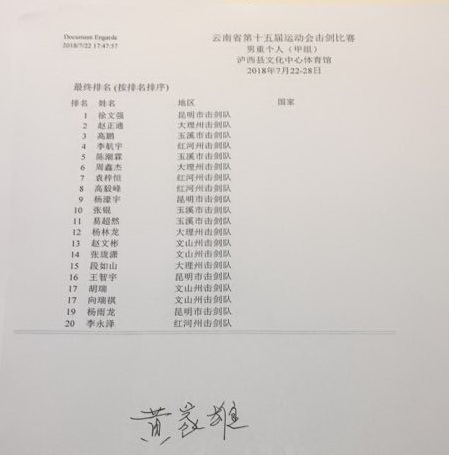 Document Engarde
2018/7/22 17:47:57
云南省第十五届运动会击剑比赛
男重个人（甲组）
泸西县文化中心体育馆
2018年7月22-28日
最终排名 (按排名排序)
排名 姓名 地区 国家
1 徐文强 昆明市击剑队
2 赵正通 大理州击剑队
3 高鹏 玉溪市击剑队
4 李航宇 红河州击剑队
5 陈潮霖 玉溪市击剑队
6 周鑫杰 大理州击剑队
7 袁梓恒 红河州击剑队
8 高毅峰 红河州击剑队
9 杨濠宇 昆明市击剑队
10 张锟 玉溪市击剑队
11 易超然 玉溪市击剑队
12 杨林龙 大理州击剑队
13 赵文彬 文山州击剑队
14 张珑潇 文山州击剑队
15 段如山 大理州击剑队
16 王智宇 昆明市击剑队
17 胡瑞 文山州击剑队
17 向瑞祺 文山州击剑队
19 杨雨龙 昆明市击剑队
20 李永泽 红河州击剑队
黄 雄